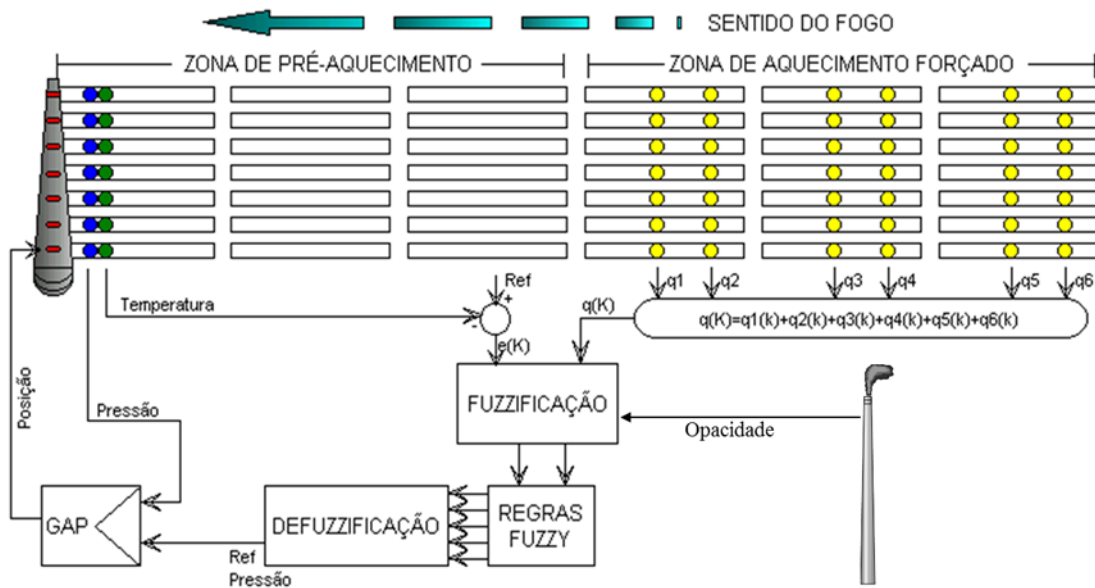 SENTIDO DO FOGO
ZONA DE PRÉ-AQUECIMENTO
ZONA DE AQUECIMENTO FORÇADO
Ref
q1
q2
q3
q4
q5
q6
Temperatura
+
-
q(K)
q(K)=q1(k)+q2(k)+q3(k)+q4(k)+q5(k)+q6(k)
e(K)
Posição
Pressão
FUZZIFICAÇÃO
Opacidade
GAP
DEFUZZIFICAÇÃO
REGRAS
FUZZY
Ref
Pressão